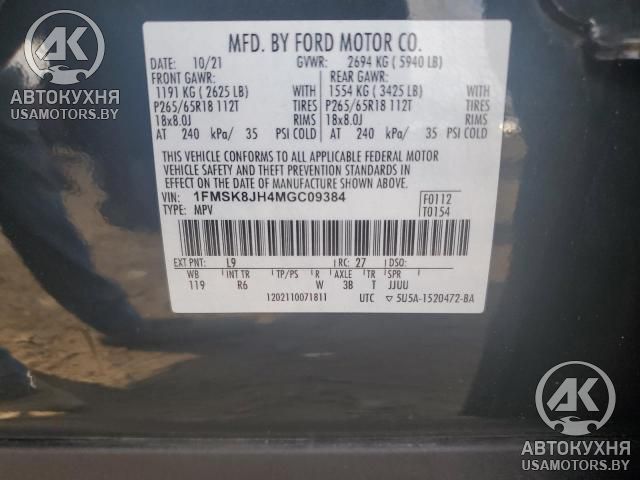 AK
АВТОКУХНЯ
USAMOTORS.BY
MFD. BY FORD MOTOR CO.
DATE: 10/21 GVWR: 2694 KG ( 5940 LB)
FRONT GAWR: REAR GAWR:
1191 KG ( 2625 LB) WITH 1554 KG ( 3425 LB) WITH
P265/65R18 112T TIRES P265/65R18 112T TIRES
18x8.0J RIMS 18x8.0J RIMS
AT 240 kPa/ 35 PSI COLD AT 240 kPa/ 35 PSI COLD
THIS VEHICLE CONFORMS TO ALL APPLICABLE FEDERAL MOTOR
VEHICLE SAFETY AND THEFT PREVENTION STANDARDS IN
EFFECT ON THE DATE OF MANUFACTURE SHOWN ABOVE.
VIN: 1FMSK8JH4MGC09384 F0112
TYPE: MPV T0154
EXT PNT: L9 RC: 27 DSO:
WB INT TR TP/PS R AXLE TR SPR
119 R6 W 3B T JJUU
1202110071811 UTC ▽ 5U5A-1520472-BA
AK
АВТОКУХНЯ
USAMOTORS.BY